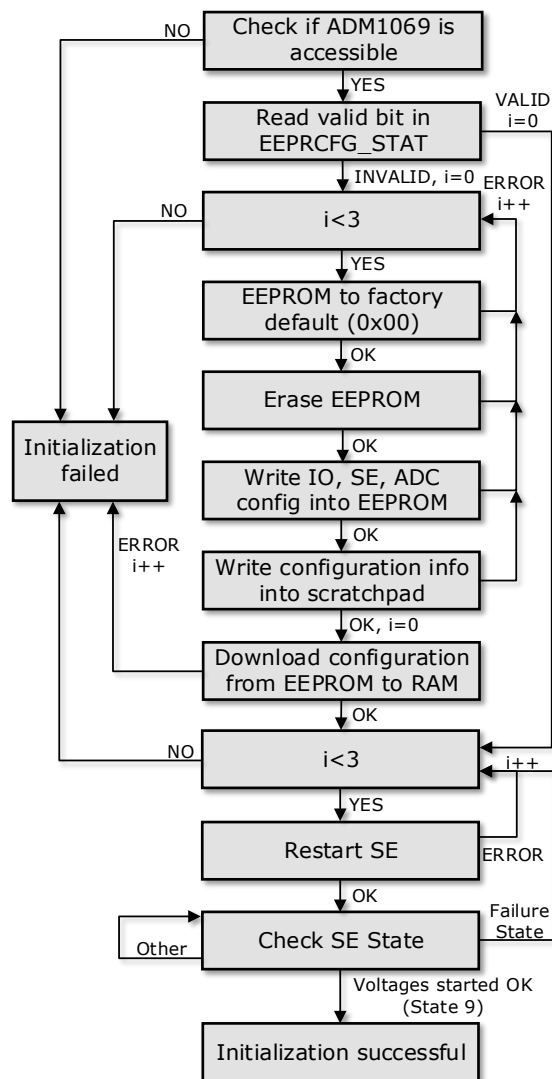 NO
Check if ADM1069 is
accessible
YES
VALID
i=0
Read valid bit in
EEPRCFG_STAT
INVALID, i=0
ERROR
i++
NO
i<3
YES
EEPROM to factory
default (0x00)
OK
Erase EEPROM
OK
Initialization
failed
Write IO, SE, ADC
config into EEPROM
OK
ERROR
i++
Write configuration info
into scratchpad
OK, i=0
Download configuration
from EEPROM to RAM
OK
NO
i<3
i++
YES
Restart SE
ERROR
OK
Failure
State
Other
Check SE State
Voltages started OK
(State 9)
Initialization successful